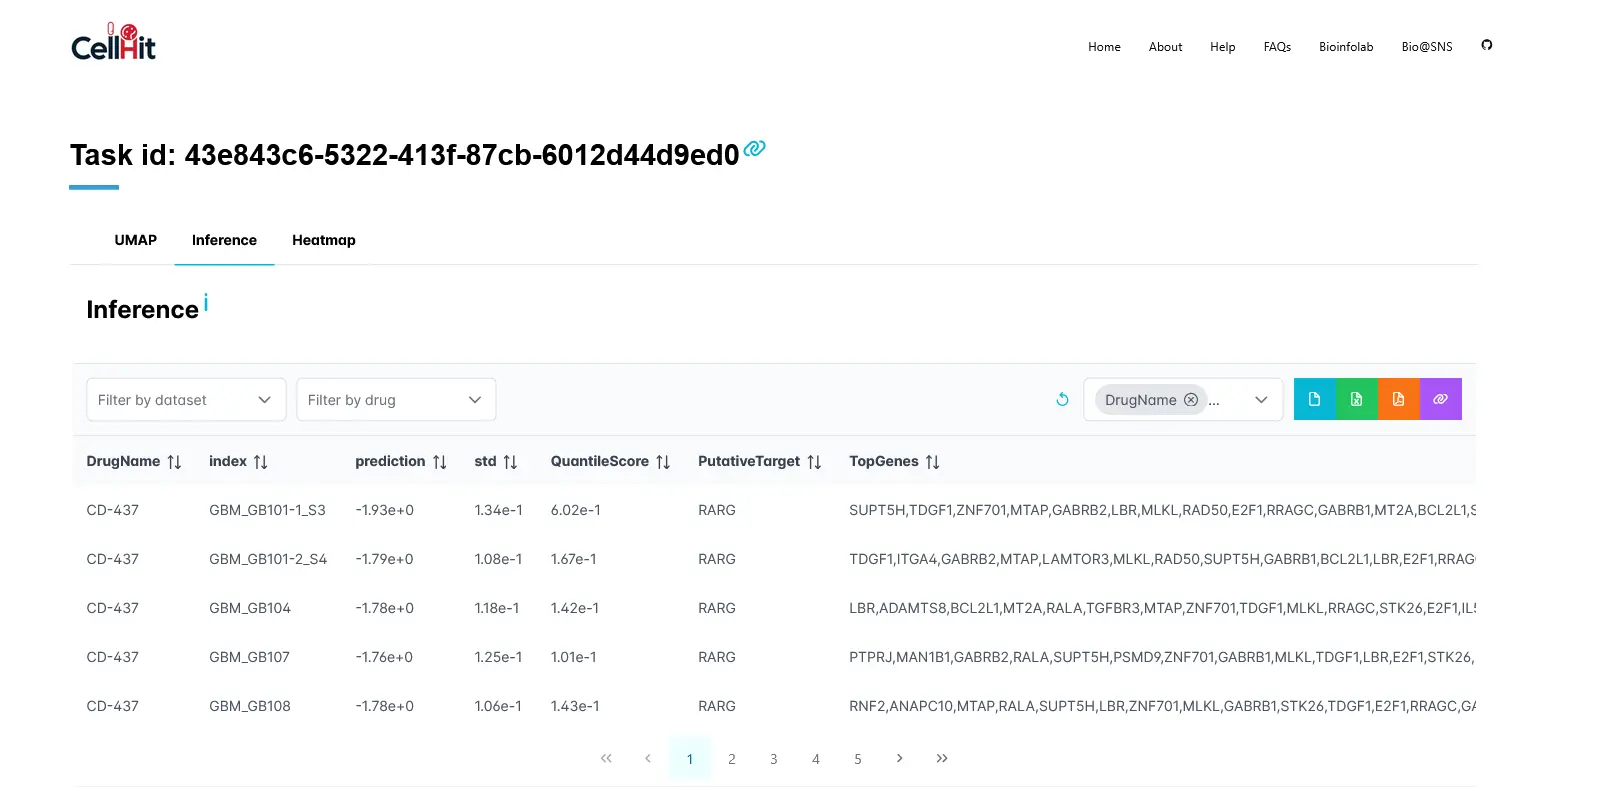 CellHit
Home About Help FAQs Bioinfolab Bio@SNS
Task id: 43e843c6-5322-413f-87cb-6012d44d9ed0
UMAP Inference Heatmap
Inference i
Filter by dataset Filter by drug DrugName ...
DrugName index prediction std QuantileScore PutativeTarget TopGenes
CD-437 GBM_GB101-1_S3 -1.93e+0 1.34e-1 6.02e-1 RARG SUPT5H,TDGF1,ZNF701,MTAP,GABRB2,LBR,MLKL,RAD50,E2F1,RRAGC,GABRB1,MT2A,BCL2L1,S
CD-437 GBM_GB101-2_S4 -1.79e+0 1.08e-1 1.67e-1 RARG TDGF1,ITGA4,GABRB2,MTAP,LAMTOR3,MLKL,RAD50,SUPT5H,GABRB1,BCL2L1,LBR,E2F1,RRAG
CD-437 GBM_GB104 -1.78e+0 1.18e-1 1.42e-1 RARG LBR,ADAMTS8,BCL2L1,MT2A,RALA,TGFBR3,MTAP,ZNF701,TDGF1,MLKL,RRAGC,STK26,E2F1,IL5
CD-437 GBM_GB107 -1.76e+0 1.25e-1 1.01e-1 RARG PTPRJ,MAN1B1,GABRB2,RALA,SUPT5H,PSMD9,ZNF701,GABRB1,MLKL,TDGF1,LBR,E2F1,STK26,
CD-437 GBM_GB108 -1.78e+0 1.06e-1 1.43e-1 RARG RNF2,ANAPC10,MTAP,RALA,SUPT5H,LBR,ZNF701,MLKL,GABRB1,STK26,TDGF1,E2F1,RRAGC,GA
1 2 3 4 5